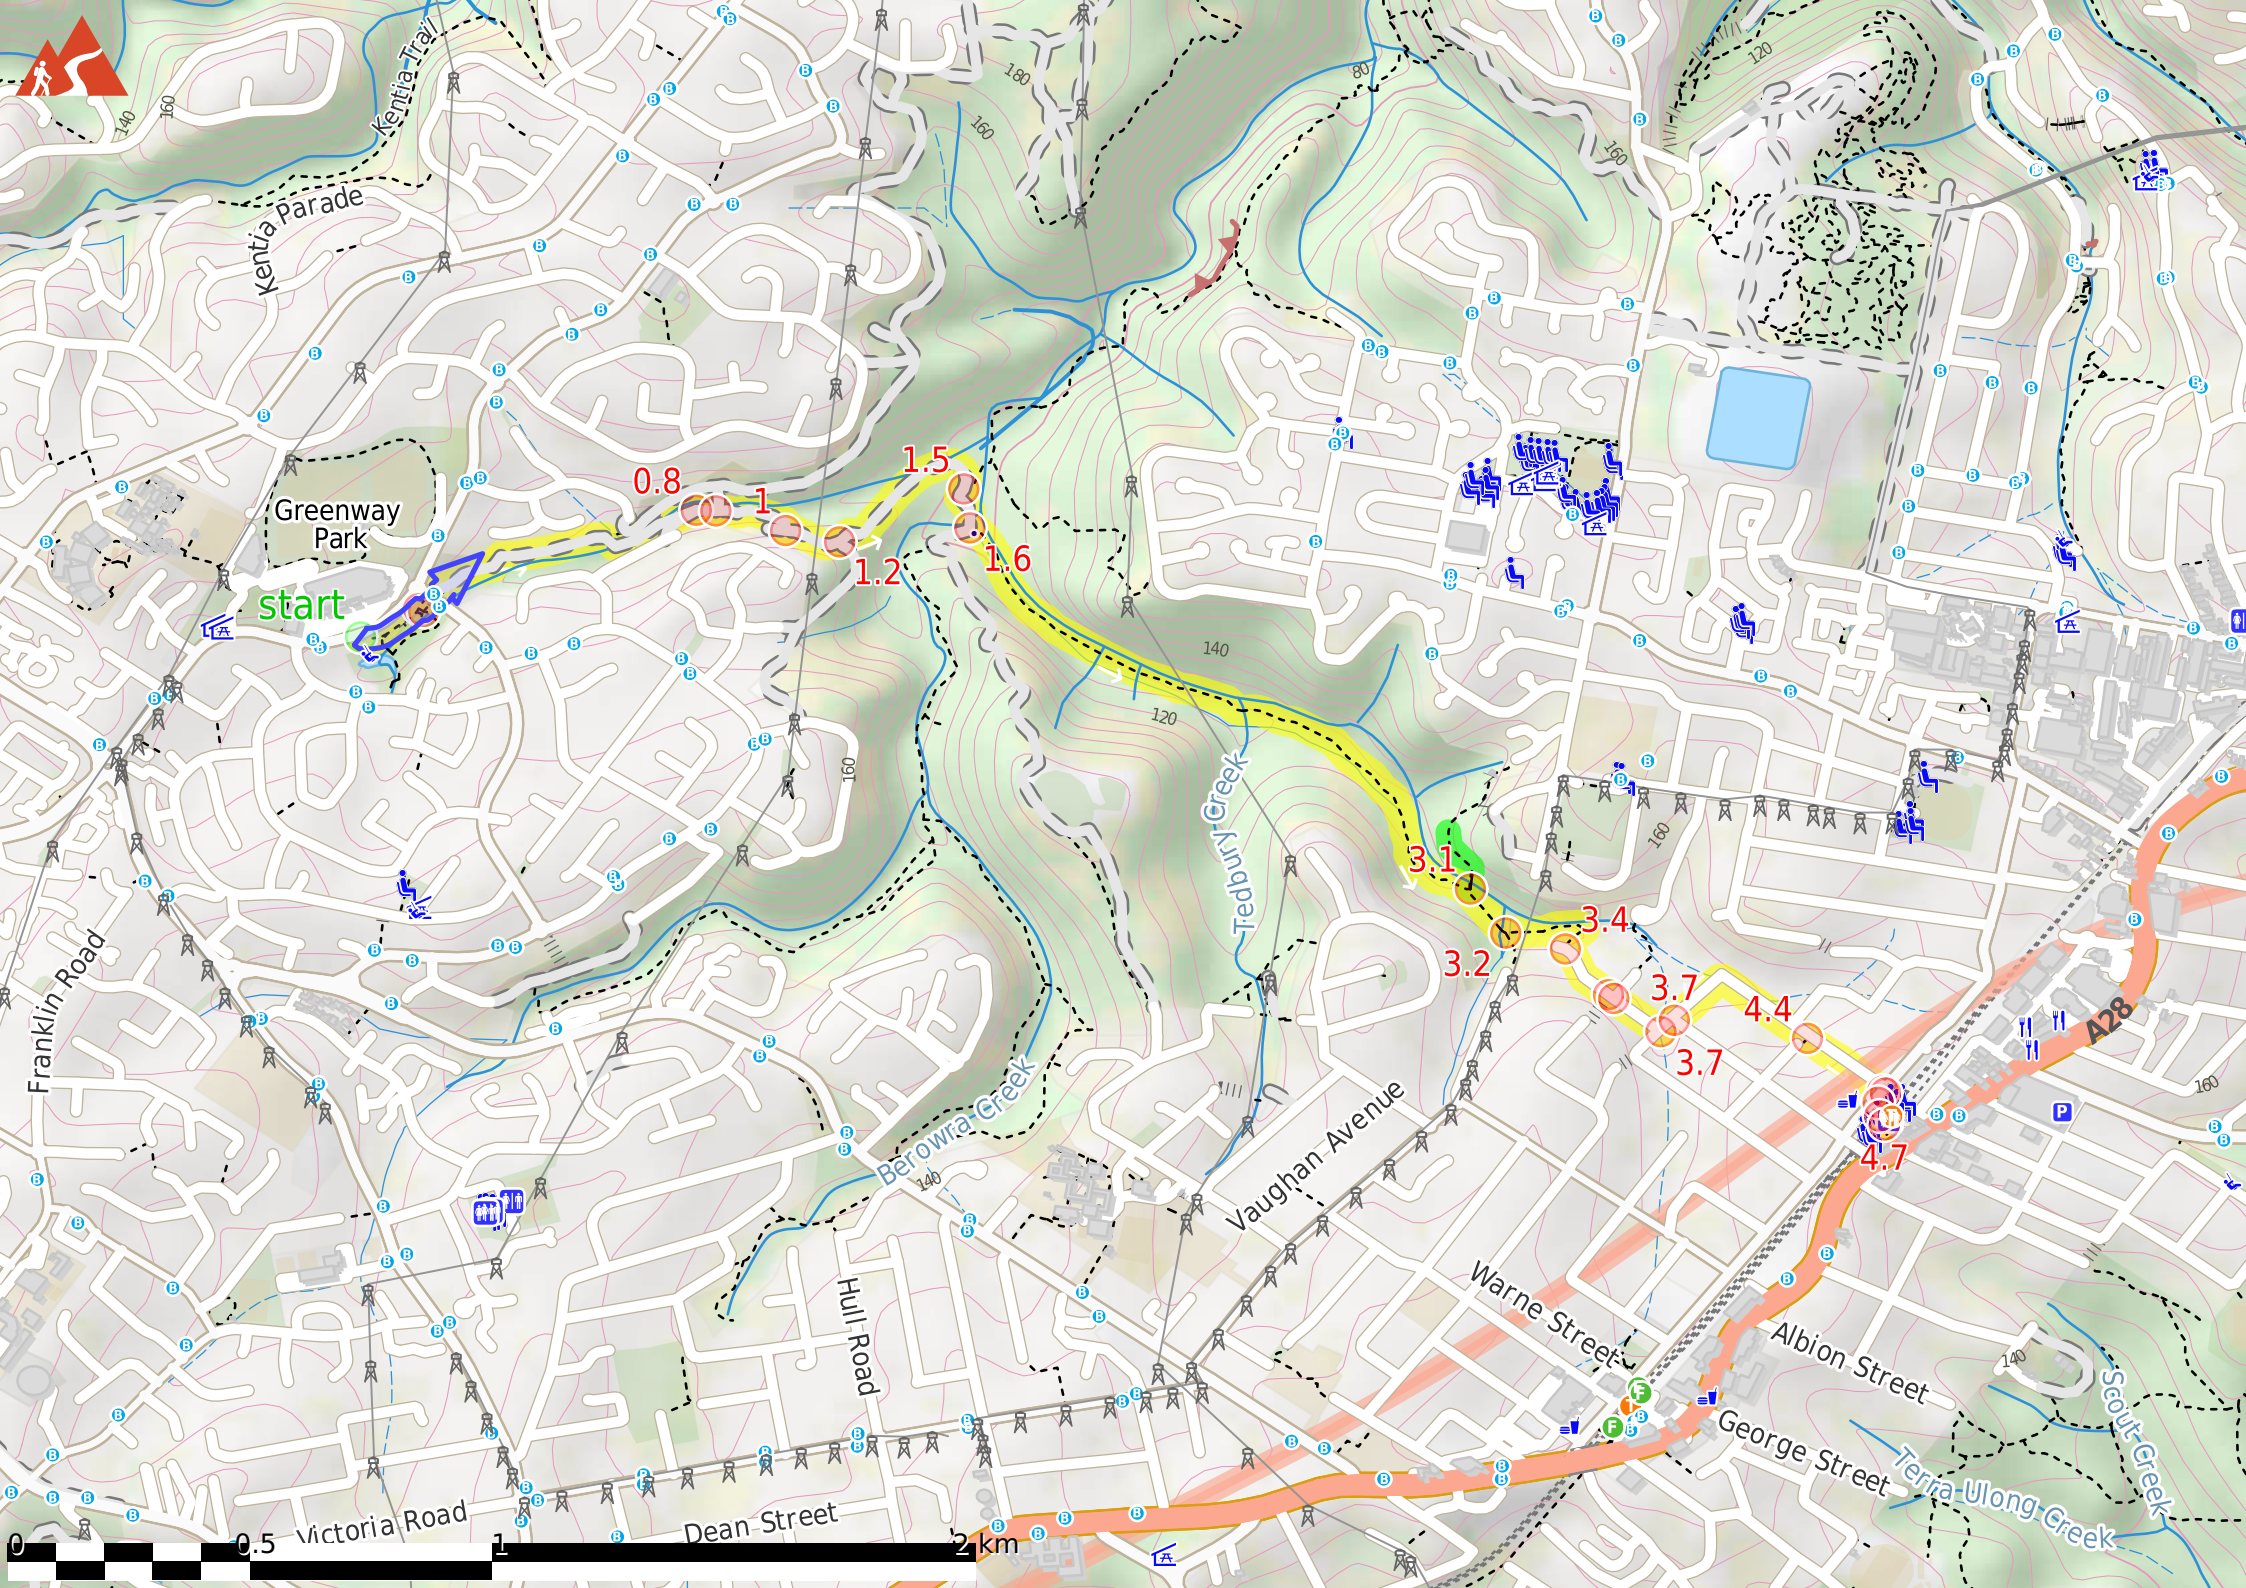 Kentia Trail
180
80
120
160
140
160
160
Kentia Parade
Greenway
Park
start
0.8
1
1.2
1.5
1.6
140
120
160
160
Tedbury Creek
3.1
3.2
3.4
3.7
3.7
4.4
4.7
A28
160
P
Franklin Road
Berowra Creek
140
Vaughan Avenue
Hull Road
Warne Street
Albion Street
140
George Street
Scout Creek
Terra Ulong Creek
F
F
Victoria Road
Dean Street
0
0.5
1
2 km